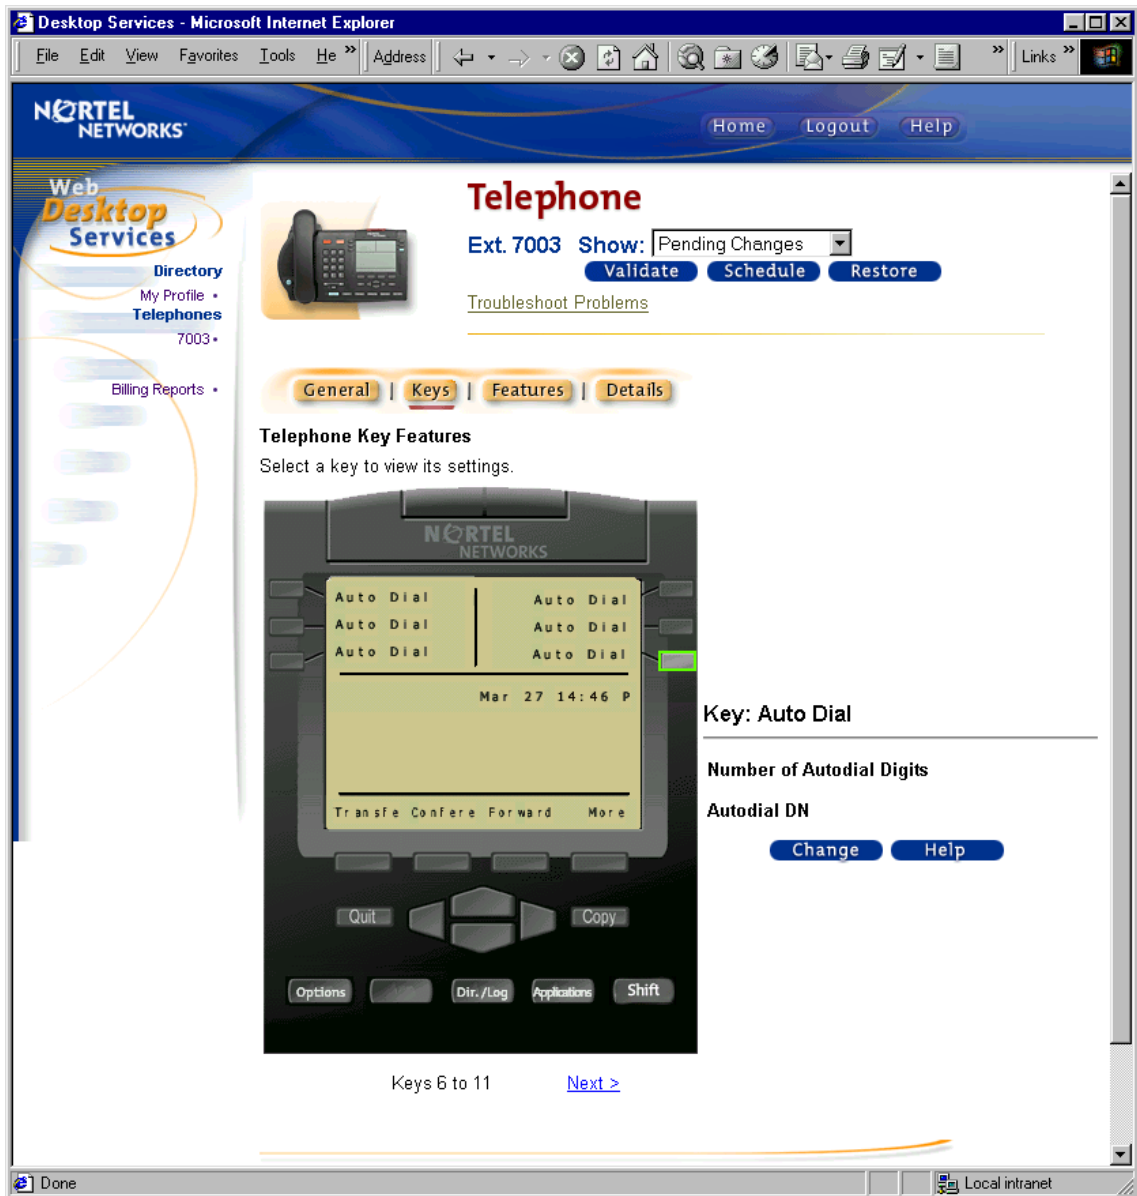 Desktop Services - Microsoft Internet Explorer
File Edit View Favorites Tools He » Address » Links »
NORTEL
NETWORKS
Home Logout Help
Web
Desktop
Services
Directory
My Profile
Telephones
7003
Billing Reports
Telephone
Ext. 7003 Show: Pending Changes
Validate Schedule Restore
Troubleshoot Problems
General | Keys | Features | Details
Telephone Key Features
Select a key to view its settings.
NORTEL
NETWORKS
Auto Dial Auto Dial
Auto Dial Auto Dial
Auto Dial Auto Dial
Mar 27 14:46 P
Transfe Confere Forward More
Quit Copy
Options Dir./Log Applications Shift
Key: Auto Dial
Number of Autodial Digits
Autodial DN
Change Help
Keys 6 to 11 Next >
Done Local intranet